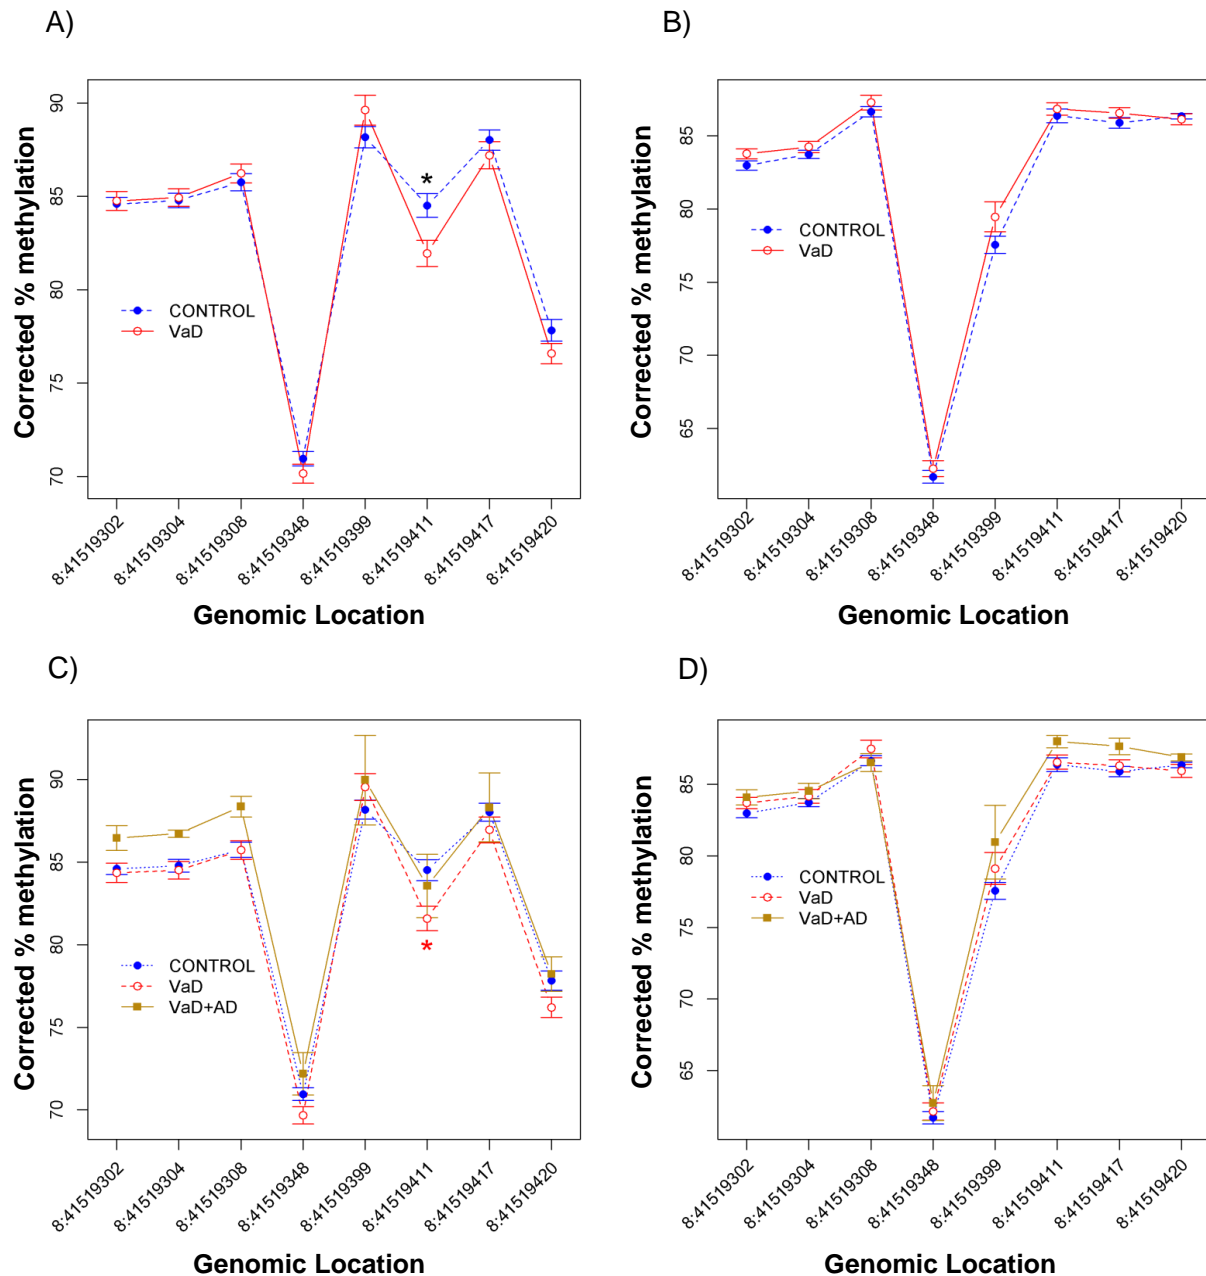 A)
Corrected % methylation
90
85
80
75
70
*
CONTROL
VaD
8:41519302
8:41519304
8:41519308
8:41519348
8:41519399
8:41519411
8:41519417
8:41519420
Genomic Location
B)
Corrected % methylation
85
80
75
70
65
CONTROL
VaD
8:41519302
8:41519304
8:41519308
8:41519348
8:41519399
8:41519411
8:41519417
8:41519420
Genomic Location
C)
Corrected % methylation
90
85
80
75
70
*
CONTROL
VaD
VaD+AD
8:41519302
8:41519304
8:41519308
8:41519348
8:41519399
8:41519411
8:41519417
8:41519420
Genomic Location
D)
Corrected % methylation
85
80
75
70
65
CONTROL
VaD
VaD+AD
8:41519302
8:41519304
8:41519308
8:41519348
8:41519399
8:41519411
8:41519417
8:41519420
Genomic Location